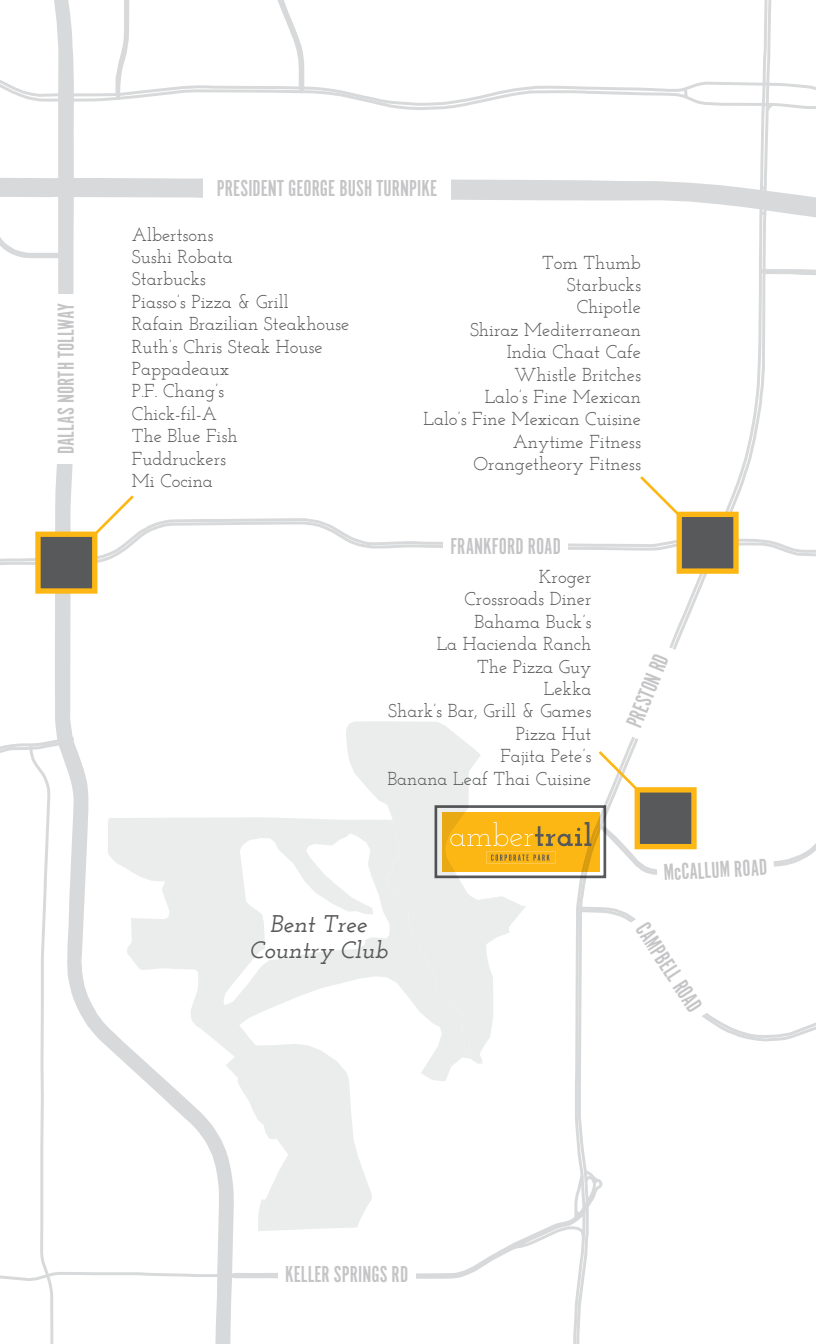 PRESIDENT GEORGE BUSH TURNPIKE
DALLAS NORTH TOLLWAY
Albertsons
Sushi Robata
Starbucks
Piasso's Pizza & Grill
Rafain Brazilian Steakhouse
Ruth's Chris Steak House
Pappadeaux
P.F. Chang's
Chick-fil-A
The Blue Fish
Fuddruckers
Mi Cocina
Tom Thumb
Starbucks
Chipotle
Shiraz Mediterranean
India Chaat Cafe
Whistle Britches
Lalo's Fine Mexican
Lalo's Fine Mexican Cuisine
Anytime Fitness
Orangetheory Fitness
FRANKFORD ROAD
Kroger
Crossroads Diner
Bahama Buck's
La Hacienda Ranch
The Pizza Guy
Lekka
Shark's Bar, Grill & Games
Pizza Hut
Fajita Pete's
Banana Leaf Thai Cuisine
PRESTON RD
ambertrail
CORPORATE PARK
McCALLUM ROAD
CAMPBELL ROAD
Bent Tree
Country Club
KELLER SPRINGS RD